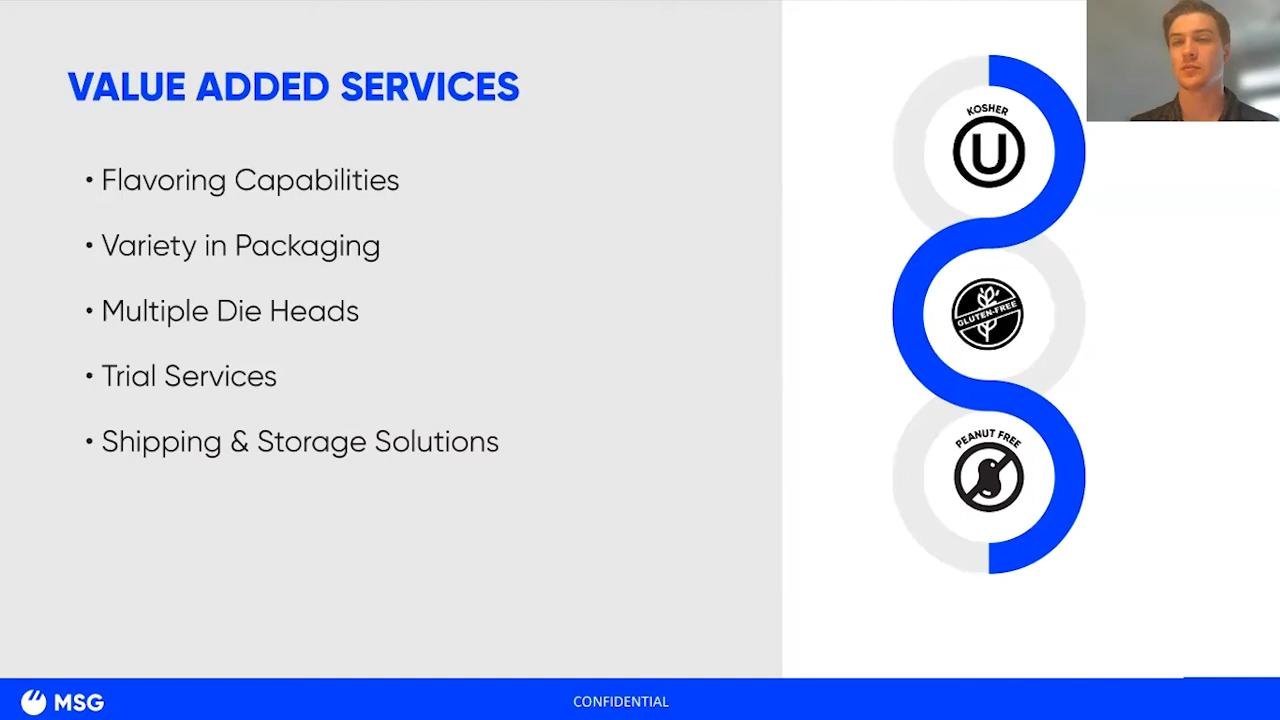 VALUE ADDED SERVICES
• Flavoring Capabilities
• Variety in Packaging
• Multiple Die Heads
• Trial Services
• Shipping & Storage Solutions
KOSHER
U
GLUTEN-FREE
PEANUT FREE
MSG
CONFIDENTIAL